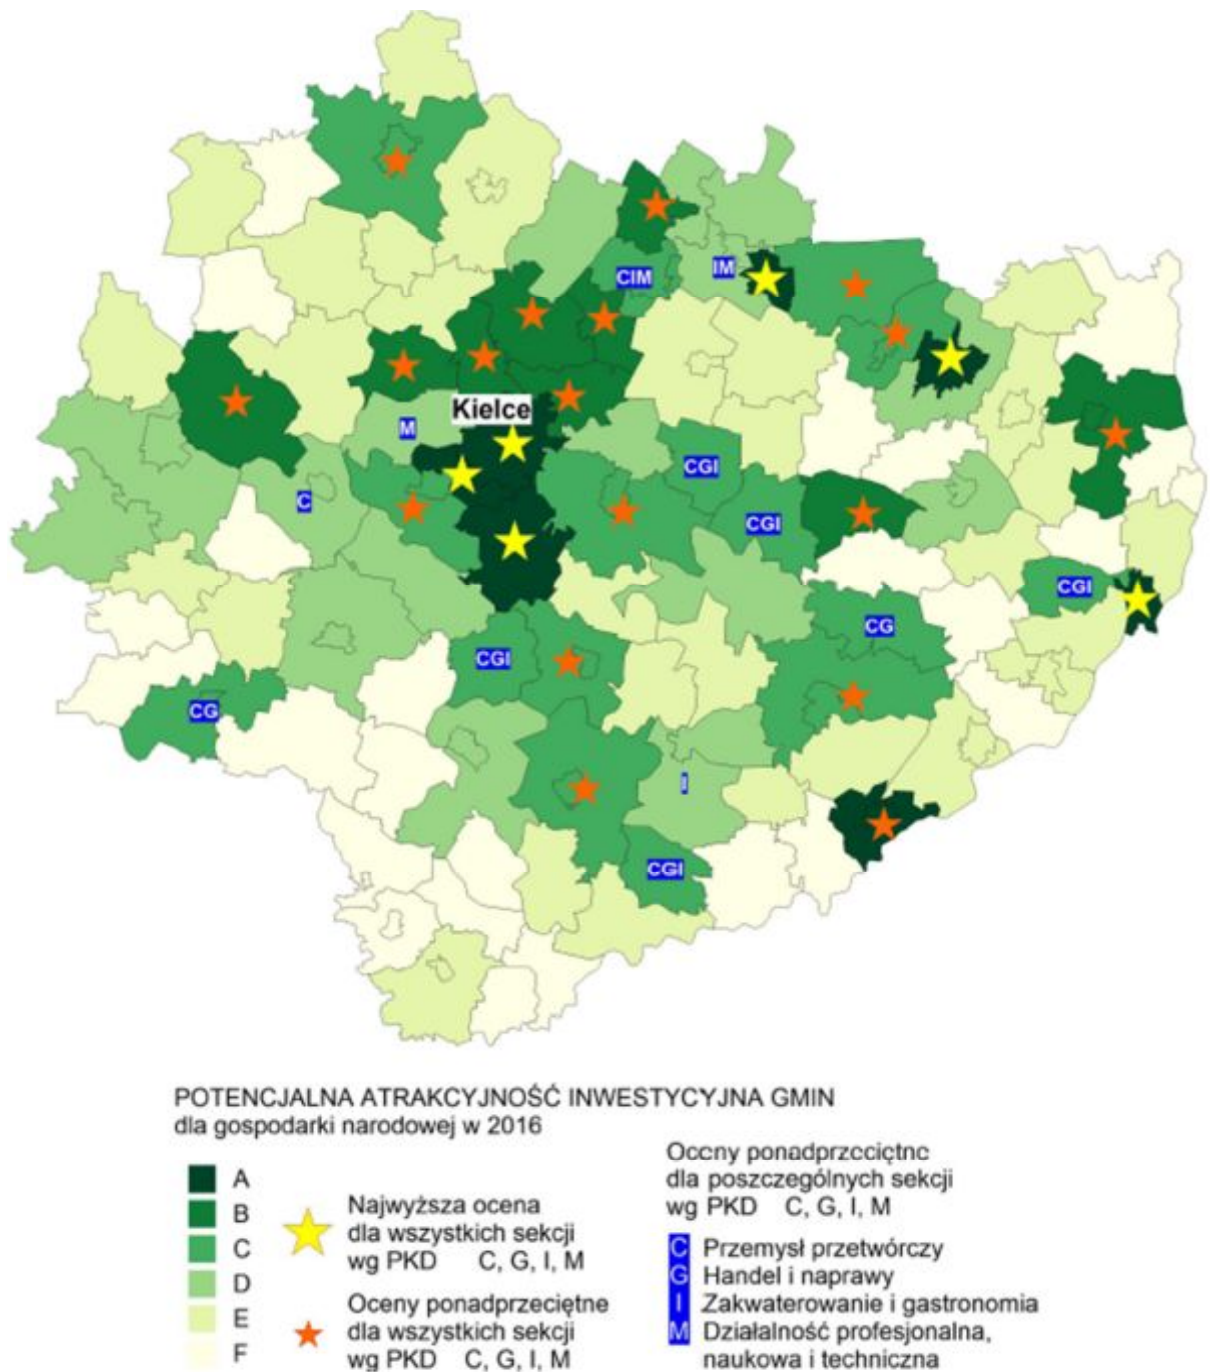 CIM
IM
Kielce
M
CGI
C
CGI
CGI
CG
CGI
CG
I
CGI
POTENCJALNA ATRAKCYJNOŚĆ INWESTYCYJNA GMIN
dla gospodarki narodowej w 2016
A
B
C
D
E
F
Najwyższa ocena
dla wszystkich sekcji
wg PKD C, G, I, M
Oceny ponadprzeciętne
dla wszystkich sekcji
wg PKD C, G, I, M
Oceny ponadprzeciętne
dla poszczególnych sekcji
wg PKD C, G, I, M
C Przemysł przetwórczy
G Handel i naprawy
I Zakwaterowanie i gastronomia
M Działalność profesjonalna,
naukowa i techniczna